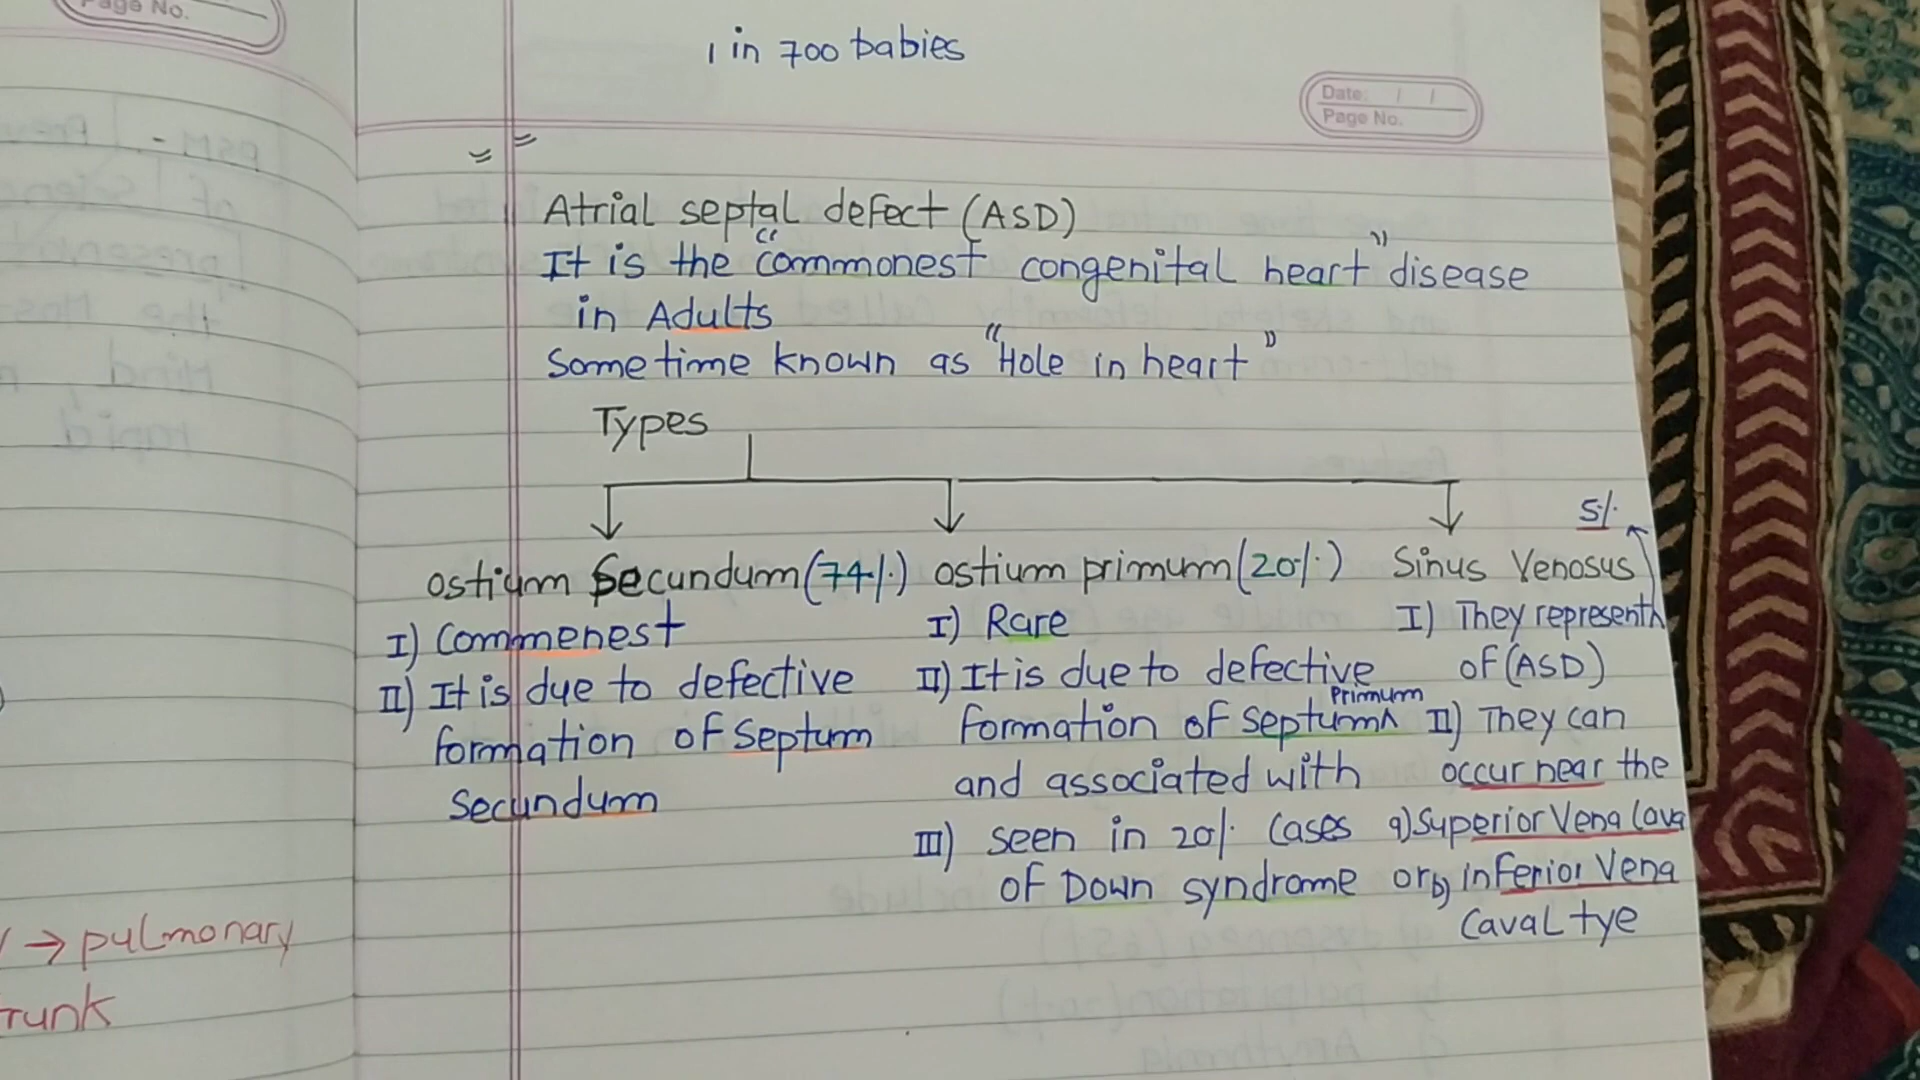 Page No.
1 in 700 babies
Date / /
Page No.
Atrial septal defect (ASD)
It is the "commonest congenital heart" disease
in Adults
Sometime known as "Hole in heart"
Types
5%
ostium Secundum (74%)
I) Commenest
II) It is due to defective
formation of septum
secundum
ostium primum (20%)
I) Rare
II) It is due to defective
formation of septum Primum
and associated with
III) seen in 20% cases
of Down syndrome
Sinus Venosus
I) They represent
of (ASD)
II) They can
occur near the
a) Superior Vena Cava
or b) inferior Vena
Caval tye
→ pulmonary